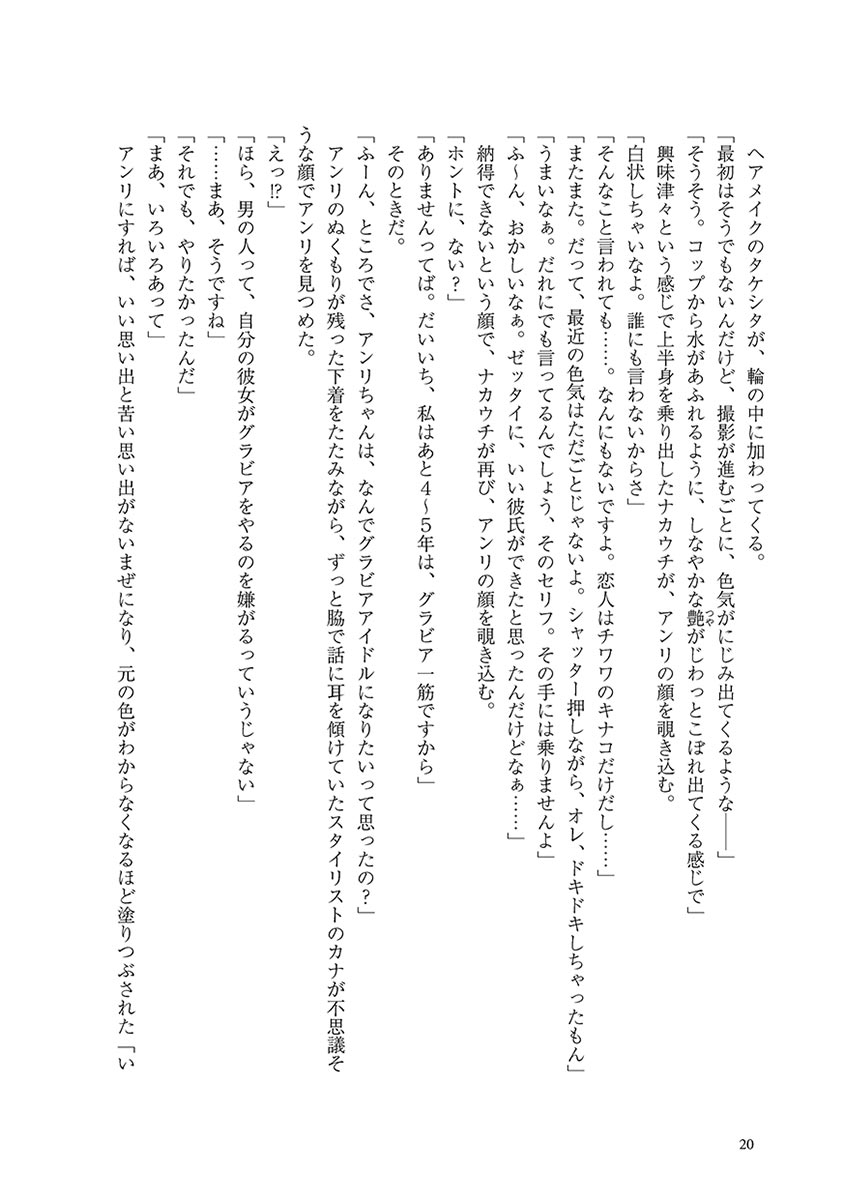 ヘアメイクのタケシタが、輪の中に加わってくる。
「最初はそうでもないんだけど、撮影が進むごとに、色気がにじみ出てくるような――」
「そうそう。コップから水があふれるように、しなやかな艶つやがじわっとこぼれ出てくる感じで」
　興味津々という感じで上半身を乗り出したナカウチが、アンリの顔を覗き込む。
「白状しちゃいなよ。誰にも言わないからさ」
「そんなこと言われても……。なんにもないですよ。恋人はチワワのキナコだけだし……」
「またまた。だって、最近の色気はただごとじゃないよ。シャッター押しながら、オレ、ドキドキしちゃったもん」
「うまいなぁ。だれにでも言ってるんでしょう、そのセリフ。その手には乗りませんよ」
「ふ～ん、おかしいなぁ。ゼッタイに、いい彼氏ができたと思ったんだけどなぁ……」
　納得できないという顔で、ナカウチが再び、アンリの顔を覗き込む。
「ホントに、ない？」
「ありませんってば。だいいち、私はあと４～５年は、グラビア一筋ですから」
　そのときだ。
「ふーん、ところでさ、アンリちゃんは、なんでグラビアアイドルになりたいって思ったの？」
　アンリのぬくもりが残った下着をたたみながら、ずっと脇で話に耳を傾けていたスタイリストのカナが不思議そ
うな顔でアンリを見つめた。
「えっ!?」
「ほら、男の人って、自分の彼女がグラビアをやるのを嫌がるっていうじゃない」
「……まあ、そうですね」
「それでも、やりたかったんだ」
「まあ、いろいろあって」
　アンリにすれば、いい思い出と苦い思い出がないまぜになり、元の色がわからなくなるほど塗りつぶされた「い
20